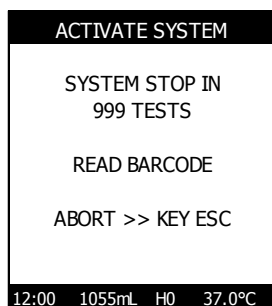 ACTIVATE SYSTEM
SYSTEM STOP IN
999 TESTS
READ BARCODE
ABORT >> KEY ESC
12:00 1055mL H0 37.0°C